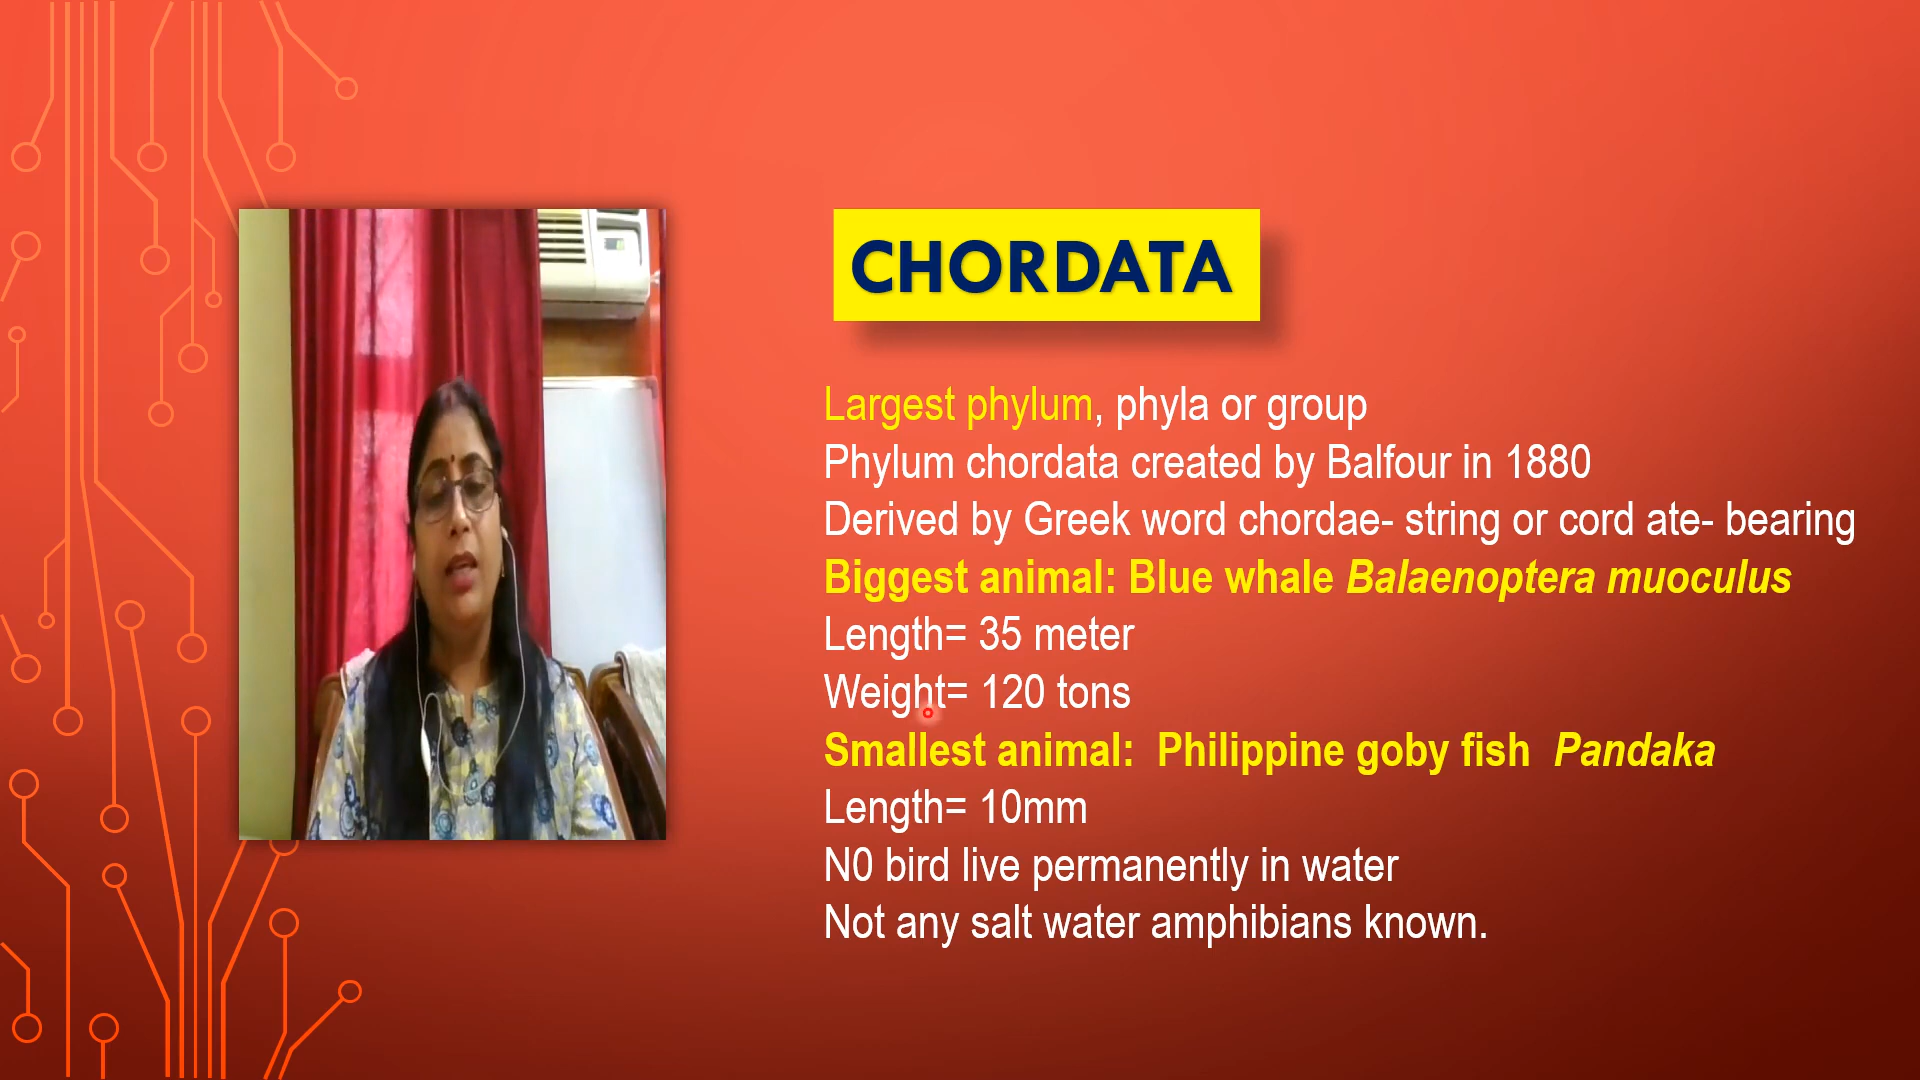 CHORDATA
Largest phylum, phyla or group
Phylum chordata created by Balfour in 1880
Derived by Greek word chordae- string or cord ate- bearing
Biggest animal: Blue whale Balaenoptera muoculus
Length= 35 meter
Weight= 120 tons
Smallest animal:  Philippine goby fish  Pandaka
Length= 10mm
N0 bird live permanently in water
Not any salt water amphibians known.